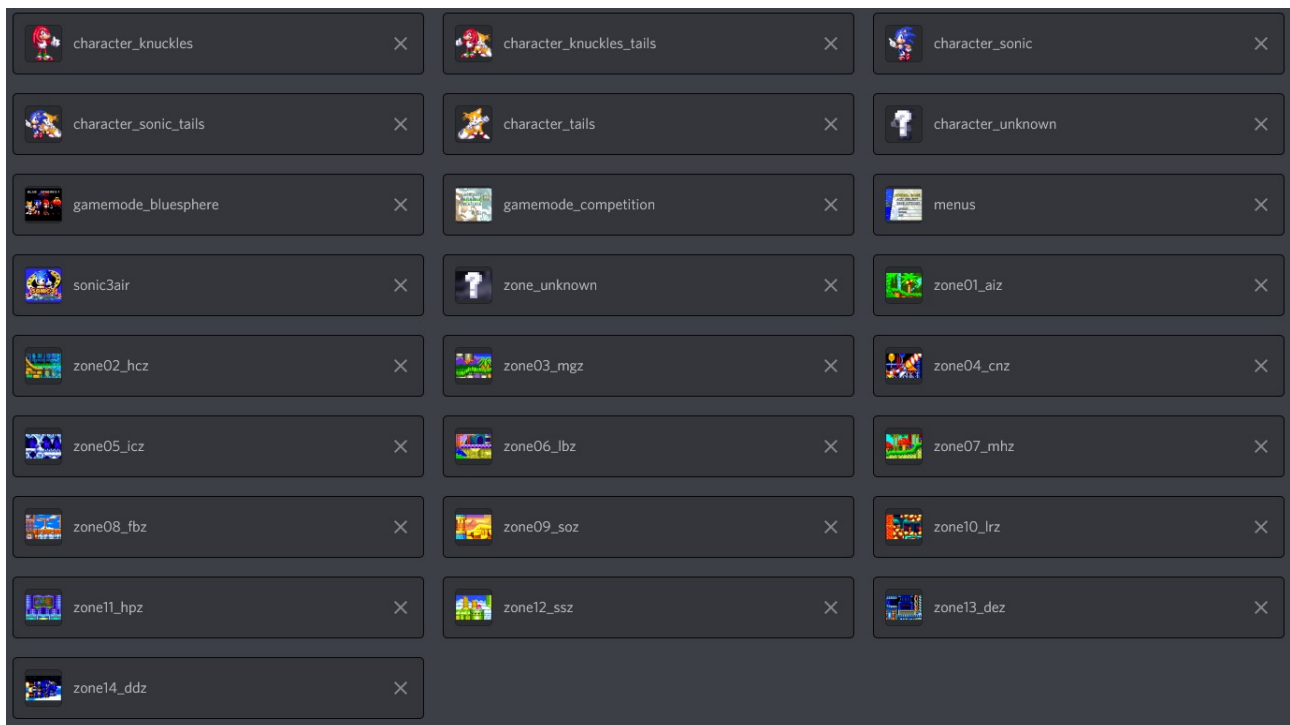 character_knuckles
character_knuckles_tails
character_sonic
character_sonic_tails
character_tails
character_unknown
gamemode_bluesphere
gamemode_competition
menus
sonic3air
zone_unknown
zone01_aiz
zone02_hcz
zone03_mgz
zone04_cnz
zone05_icz
zone06_lbz
zone07_mhz
zone08_fbz
zone09_soz
zone10_lrz
zone11_hpz
zone12_ssz
zone13_dez
zone14_ddz